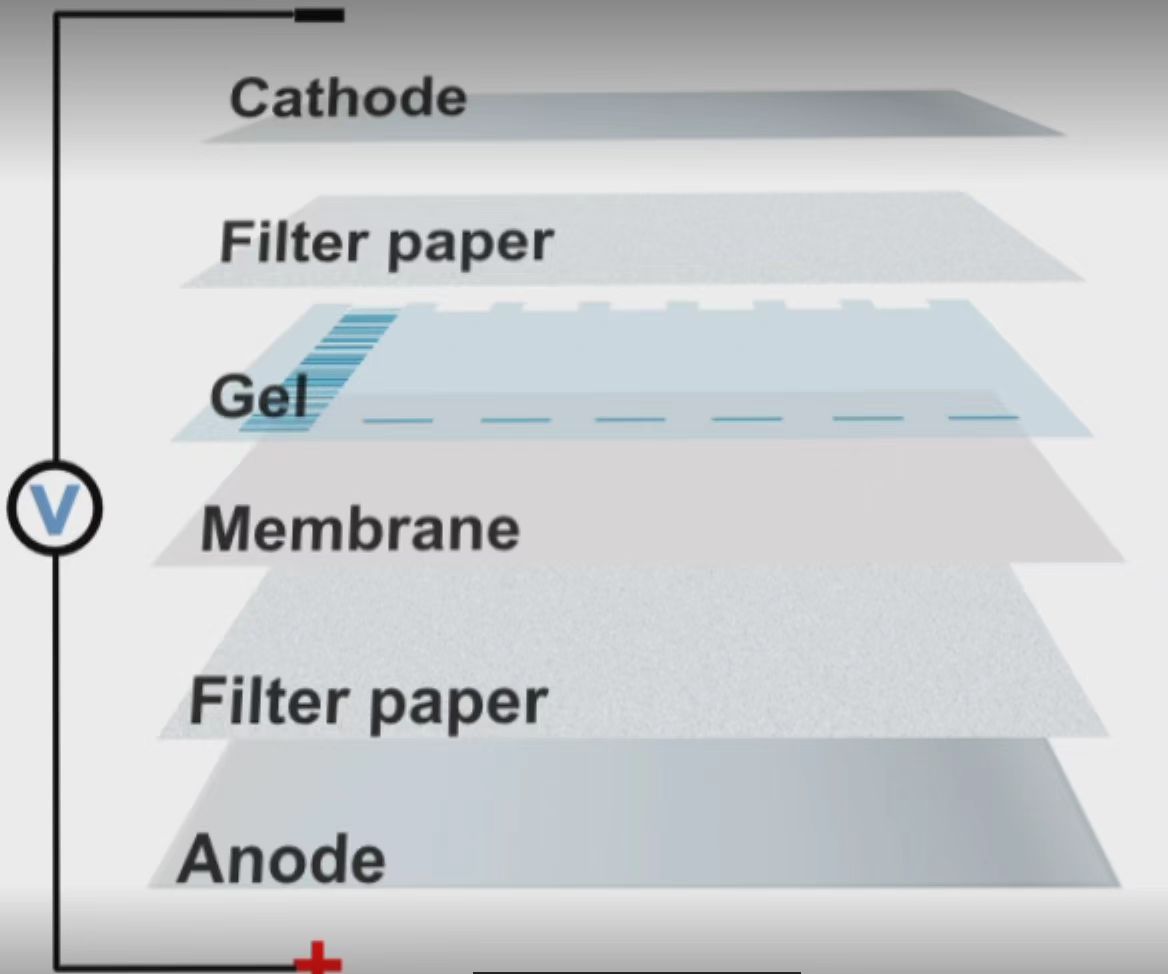 Cathode
Filter paper
Gel
V
Membrane
Filter paper
Anode